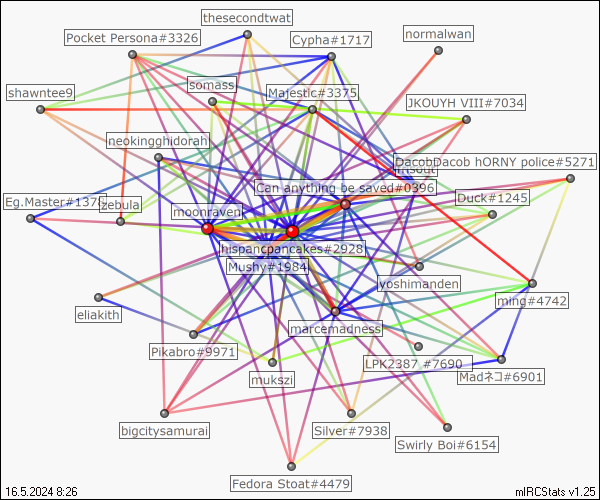 thesecondtwat
Pocket Persona#3326
Cypha#1717
normalwan
somass
Majestic#3375
shawntee9
JKOUYH VIII#7034
neokingghidorah
DacobDacob hORNY police#5271
Can anything be saved#0396
Duck#1245
Eg.Master#1378
zebula
moonraven
hispancpancakes#2928
Mushy#1984
yoshimanden
ming#4742
eliakith
marcemadness
Pikabro#9971
LPK2387 #7690
mukszi
Madネコ#6901
bigcitysamurai
Silver#7938
Swirly Boi#6154
Fedora Stoat#4479
16.5.2024 8:26
mIRCStats v1.25